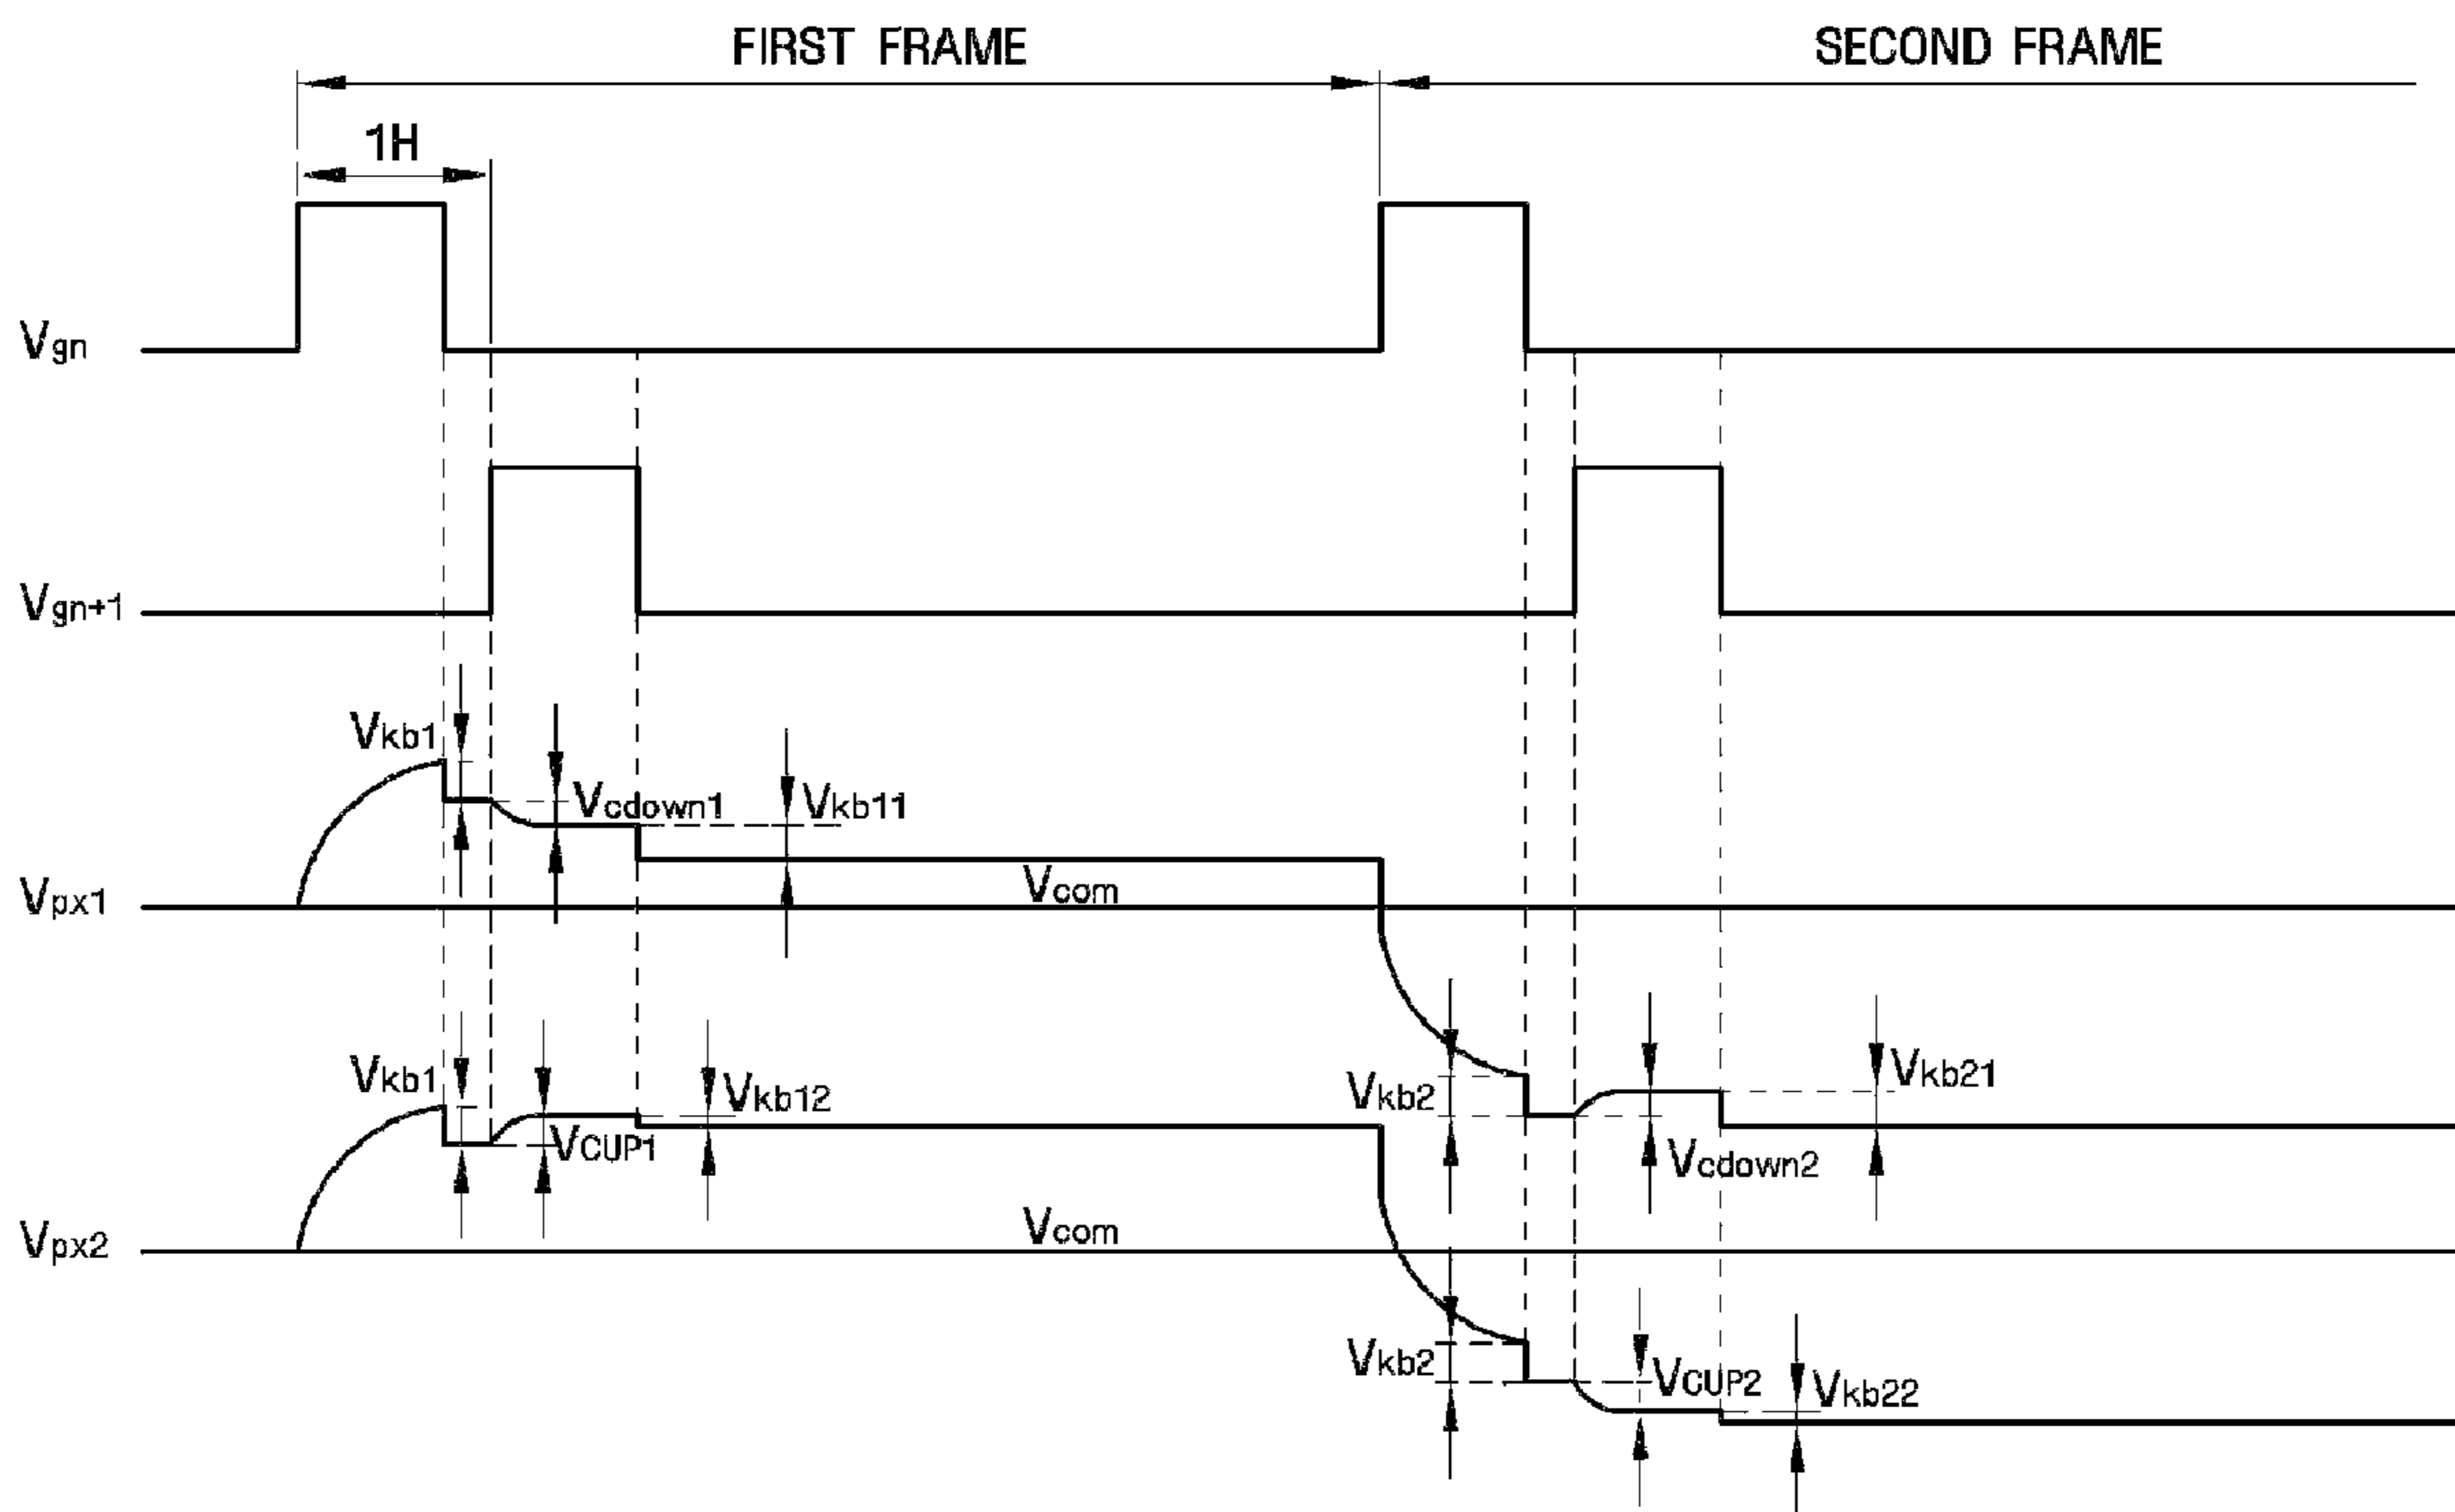 FIRST FRAME
SECOND FRAME
1H
Vgn
Vgn+1
Vkb1
Vcdown1
Vkb11
Vpx1
Vcom
Vkb1
VCUP1
Vkb12
Vkb2
Vkb21
Vcdown2
Vpx2
Vcom
Vkb2
VCUP2
Vkb22